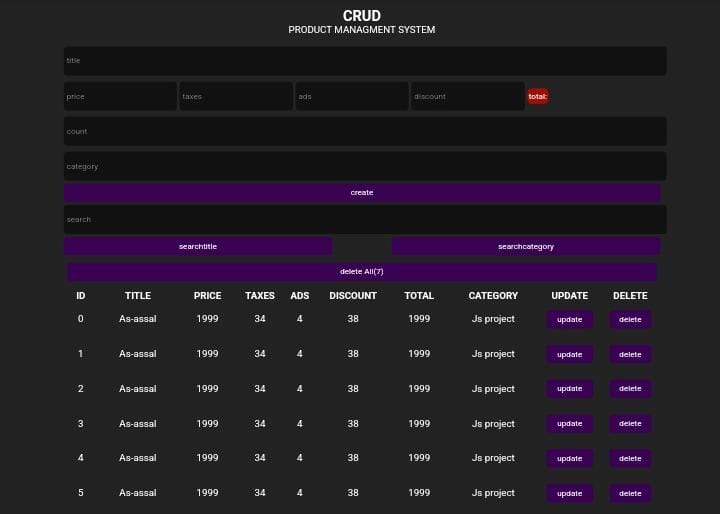 CRUD
PRODUCT MANAGMENT SYSTEM
title
price taxes ads discount total:
count
category
create
search
searchtitle searchcategory
delete All(7)
ID TITLE PRICE TAXES ADS DISCOUNT TOTAL CATEGORY UPDATE DELETE
0 As-assal 1999 34 4 38 1999 Js project update delete
1 As-assal 1999 34 4 38 1999 Js project update delete
2 As-assal 1999 34 4 38 1999 Js project update delete
3 As-assal 1999 34 4 38 1999 Js project update delete
4 As-assal 1999 34 4 38 1999 Js project update delete
5 As-assal 1999 34 4 38 1999 Js project update delete